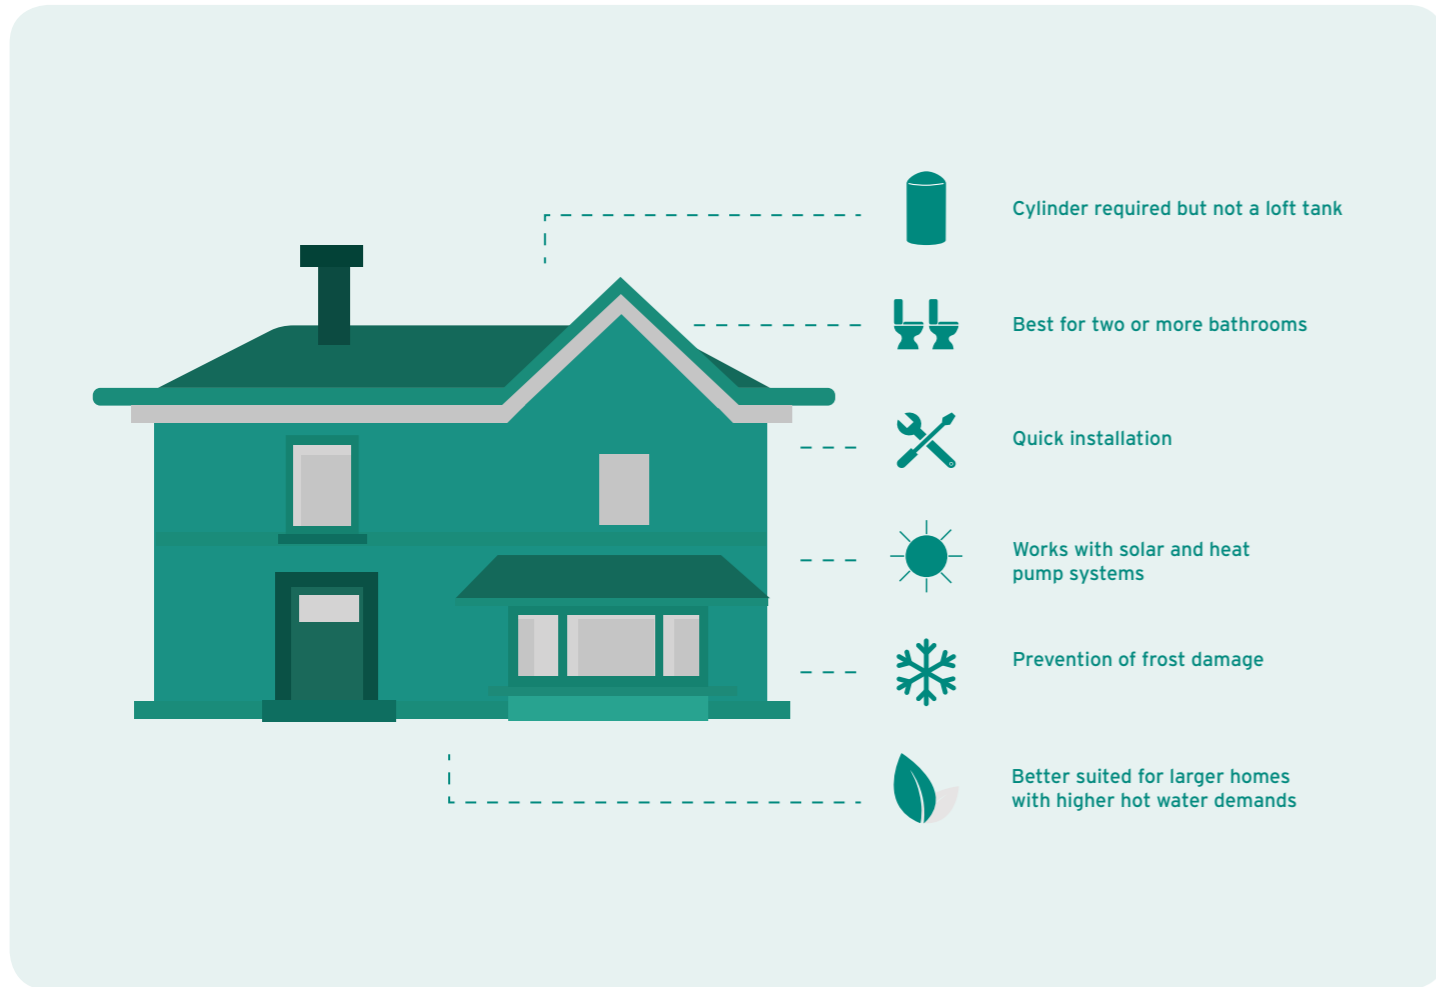 Cylinder required but not a loft tank
Best for two or more bathrooms
Quick installation
Works with solar and heat
pump systems
Prevention of frost damage
Better suited for larger homes
with higher hot water demands